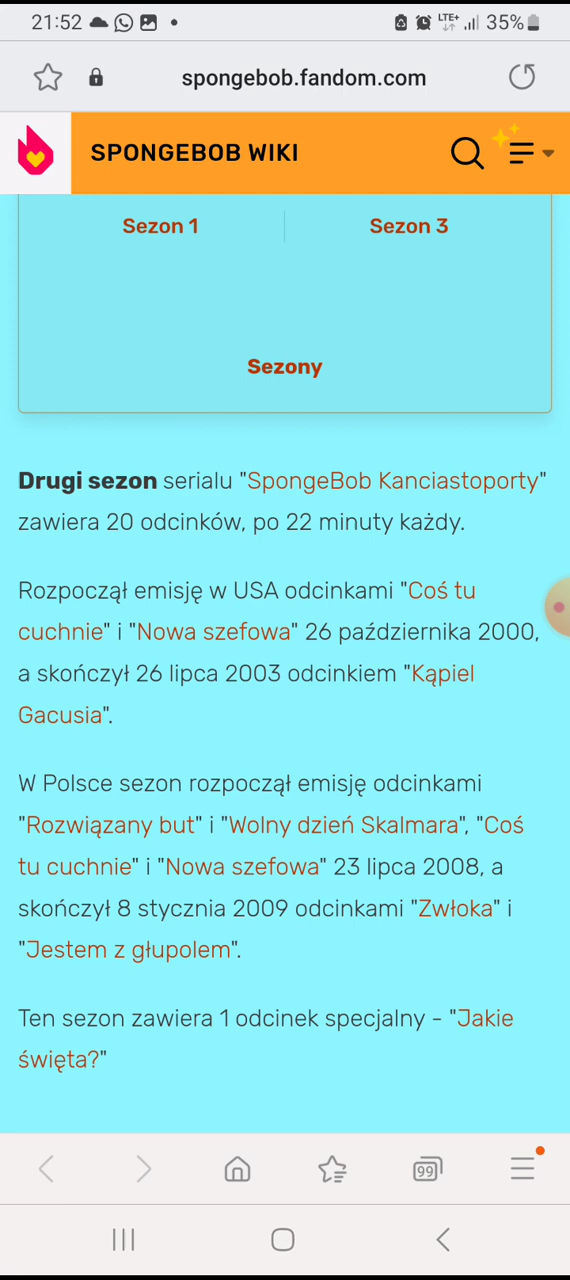 21:52
LTE+
35%
spongebob.fandom.com
SPONGEBOB WIKI
Sezon 1
Sezon 3
Sezony
Drugi sezon serialu "SpongeBob Kanciastoporty"
zawiera 20 odcinków, po 22 minuty każdy.
Rozpoczął emisję w USA odcinkami "Coś tu
cuchnie" i "Nowa szefowa" 26 października 2000,
a skończył 26 lipca 2003 odcinkiem "Kąpiel
Gacusia".
W Polsce sezon rozpoczął emisję odcinkami
"Rozwiązany but" i "Wolny dzień Skalmara", "Coś
tu cuchnie" i "Nowa szefowa" 23 lipca 2008, a
skończył 8 stycznia 2009 odcinkami "Zwłoka" i
"Jestem z głupolem".
Ten sezon zawiera 1 odcinek specjalny - "Jakie
święta?"
99